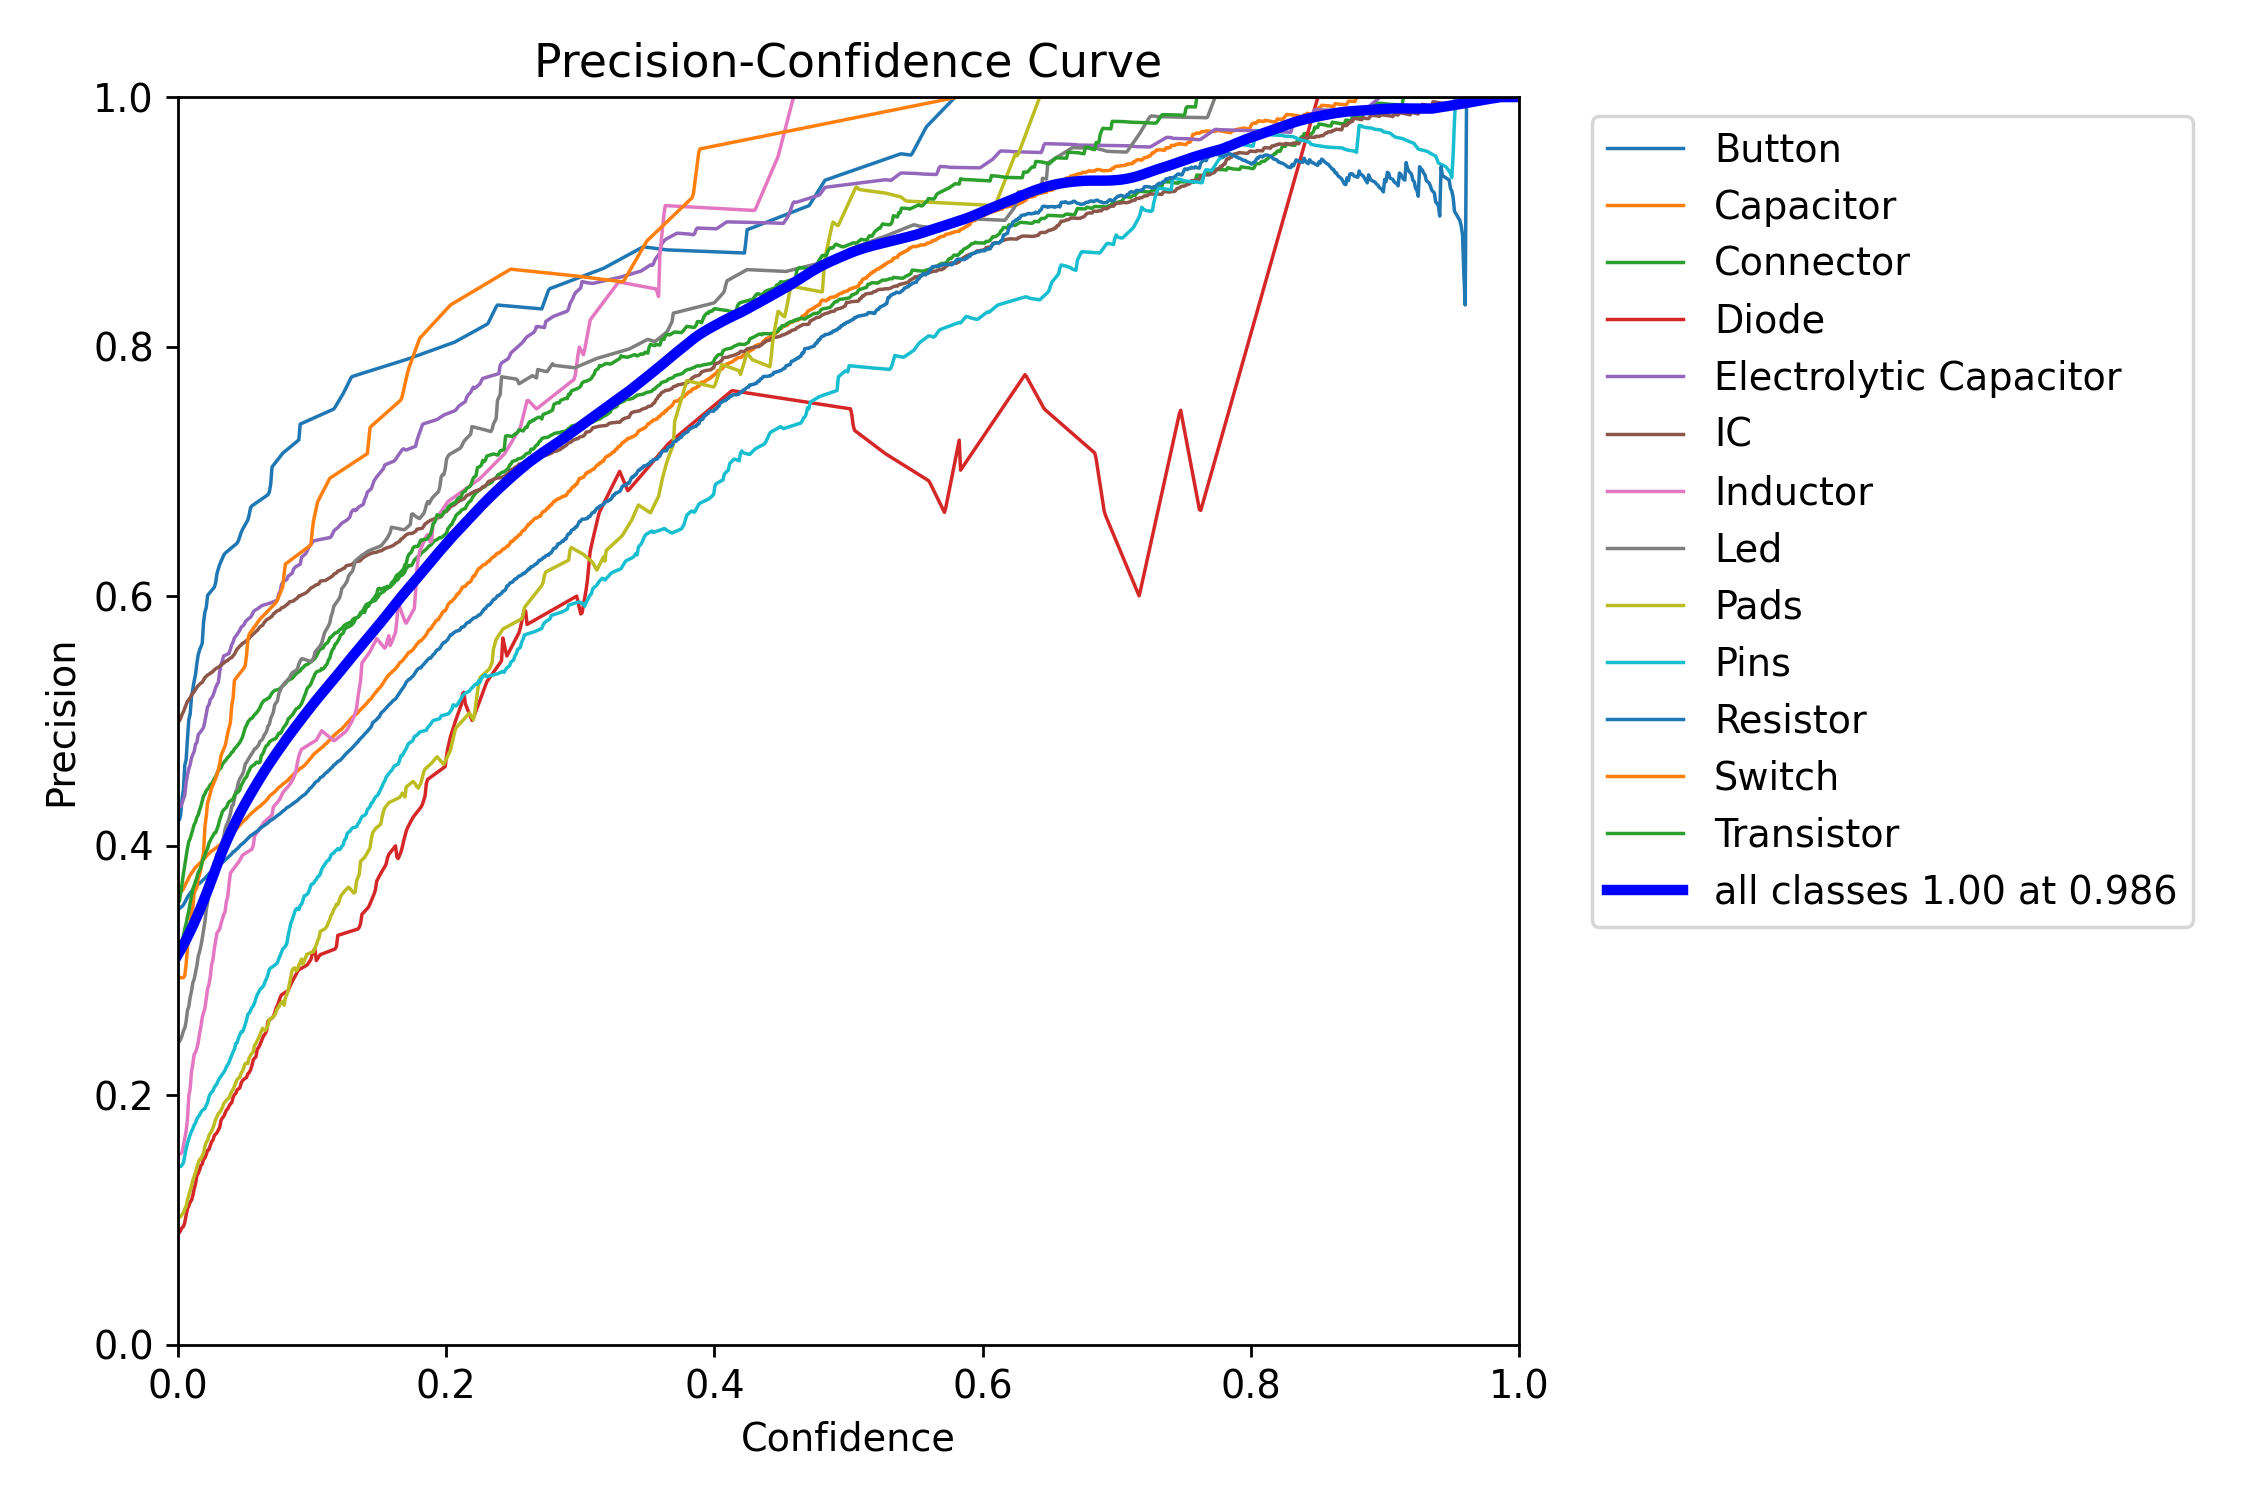 Precision-Confidence Curve
1.0
0.8
0.6
0.4
0.2
0.0
Precision
0.0 0.2 0.4 0.6 0.8 1.0
Confidence
Button
Capacitor
Connector
Diode
Electrolytic Capacitor
IC
Inductor
Led
Pads
Pins
Resistor
Switch
Transistor
all classes 1.00 at 0.986